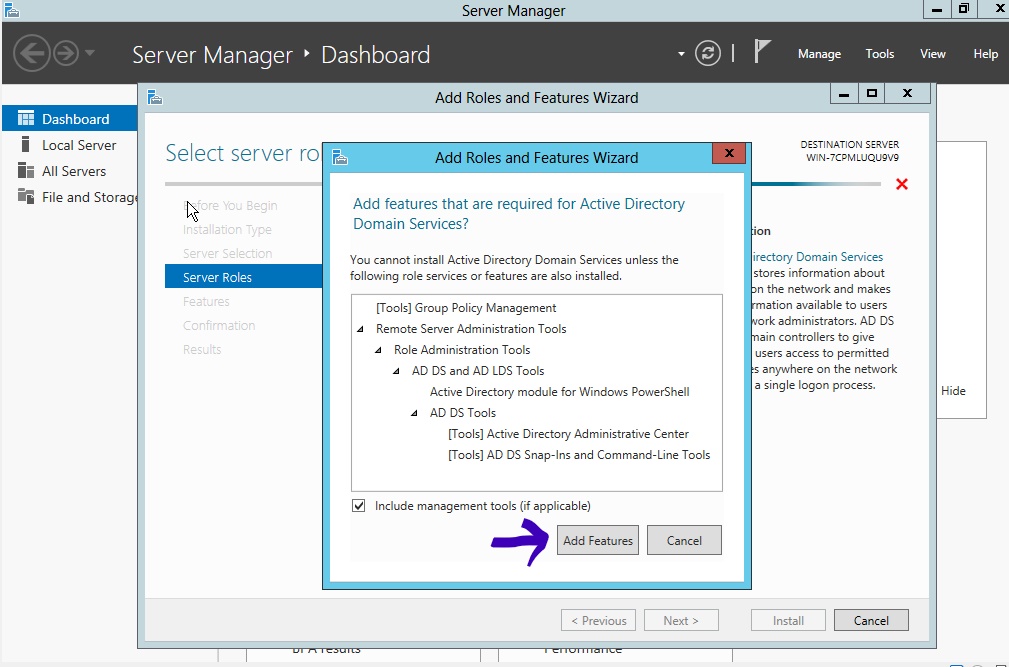 Server Manager
Server Manager ‣ Dashboard
Manage Tools View Help
Dashboard
Local Server
All Servers
File and Storage
Add Roles and Features Wizard
Select server ro
DESTINATION SERVER
WIN-7CPMLUQU9V9
Before You Begin
Installation Type
Server Selection
Server Roles
Features
Confirmation
Results
Add Roles and Features Wizard
Add features that are required for Active Directory
Domain Services?
You cannot install Active Directory Domain Services unless the
following role services or features are also installed.
[Tools] Group Policy Management
Remote Server Administration Tools
Role Administration Tools
AD DS and AD LDS Tools
Active Directory module for Windows PowerShell
AD DS Tools
[Tools] Active Directory Administrative Center
[Tools] AD DS Snap-Ins and Command-Line Tools
Include management tools (if applicable)
Add Features Cancel
tion
irectory Domain Services
stores information about
on the network and makes
rmation available to users
work administrators. AD DS
main controllers to give
users access to permitted
es anywhere on the network
a single logon process.
Hide
< Previous Next > Install Cancel
BPA results Performance